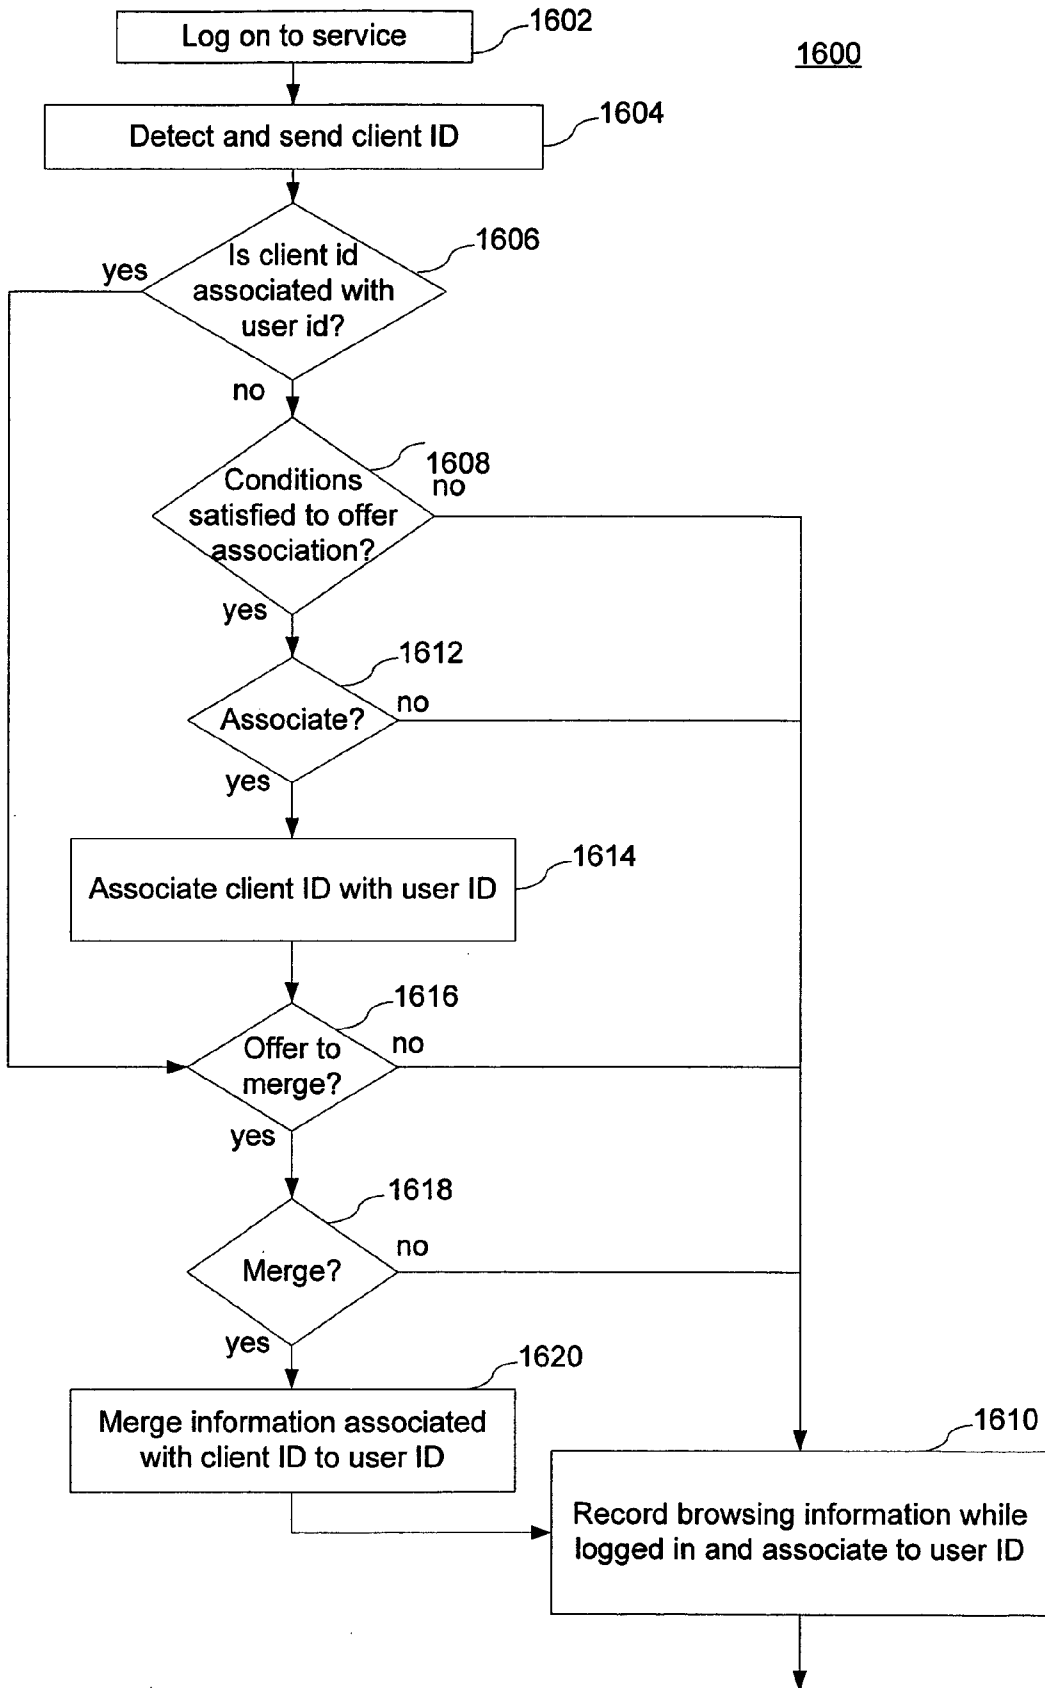 Log on to service
1602
1600
Detect and send client ID
1604
Is client id
associated with
user id?
1606
yes
no
Conditions
satisfied to offer
association?
1608
no
yes
Associate?
1612
no
yes
Associate client ID with user ID
1614
Offer to
merge?
1616
no
yes
Merge?
1618
no
yes
Merge information associated
with client ID to user ID
1620
Record browsing information while
logged in and associate to user ID
1610